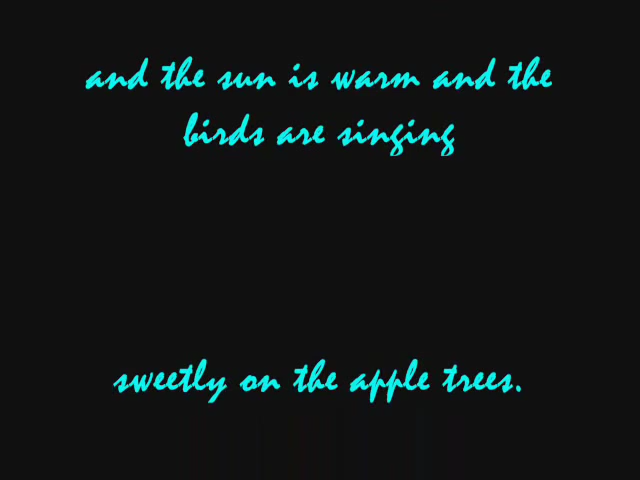 and the sun is warm and the
birds are singing
sweetly on the apple trees.